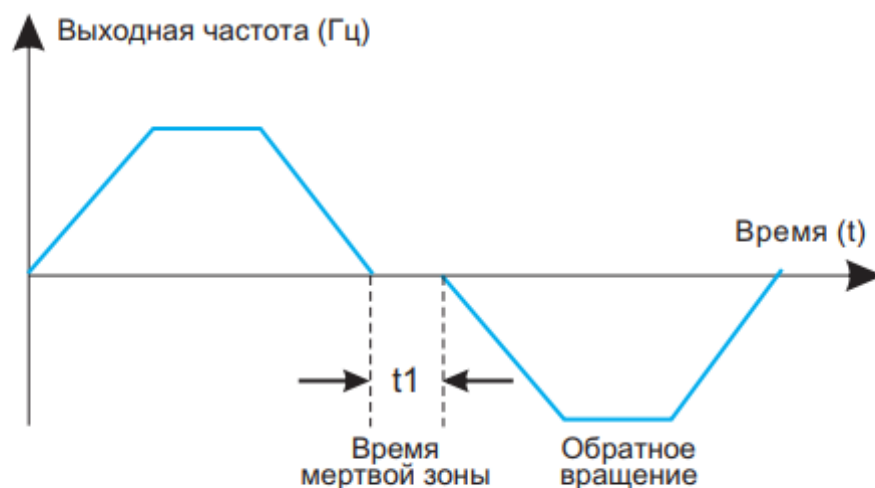 Выходная частота (Гц)
Время (t)
t1
Время
мертвой зоны
Обратное
вращение